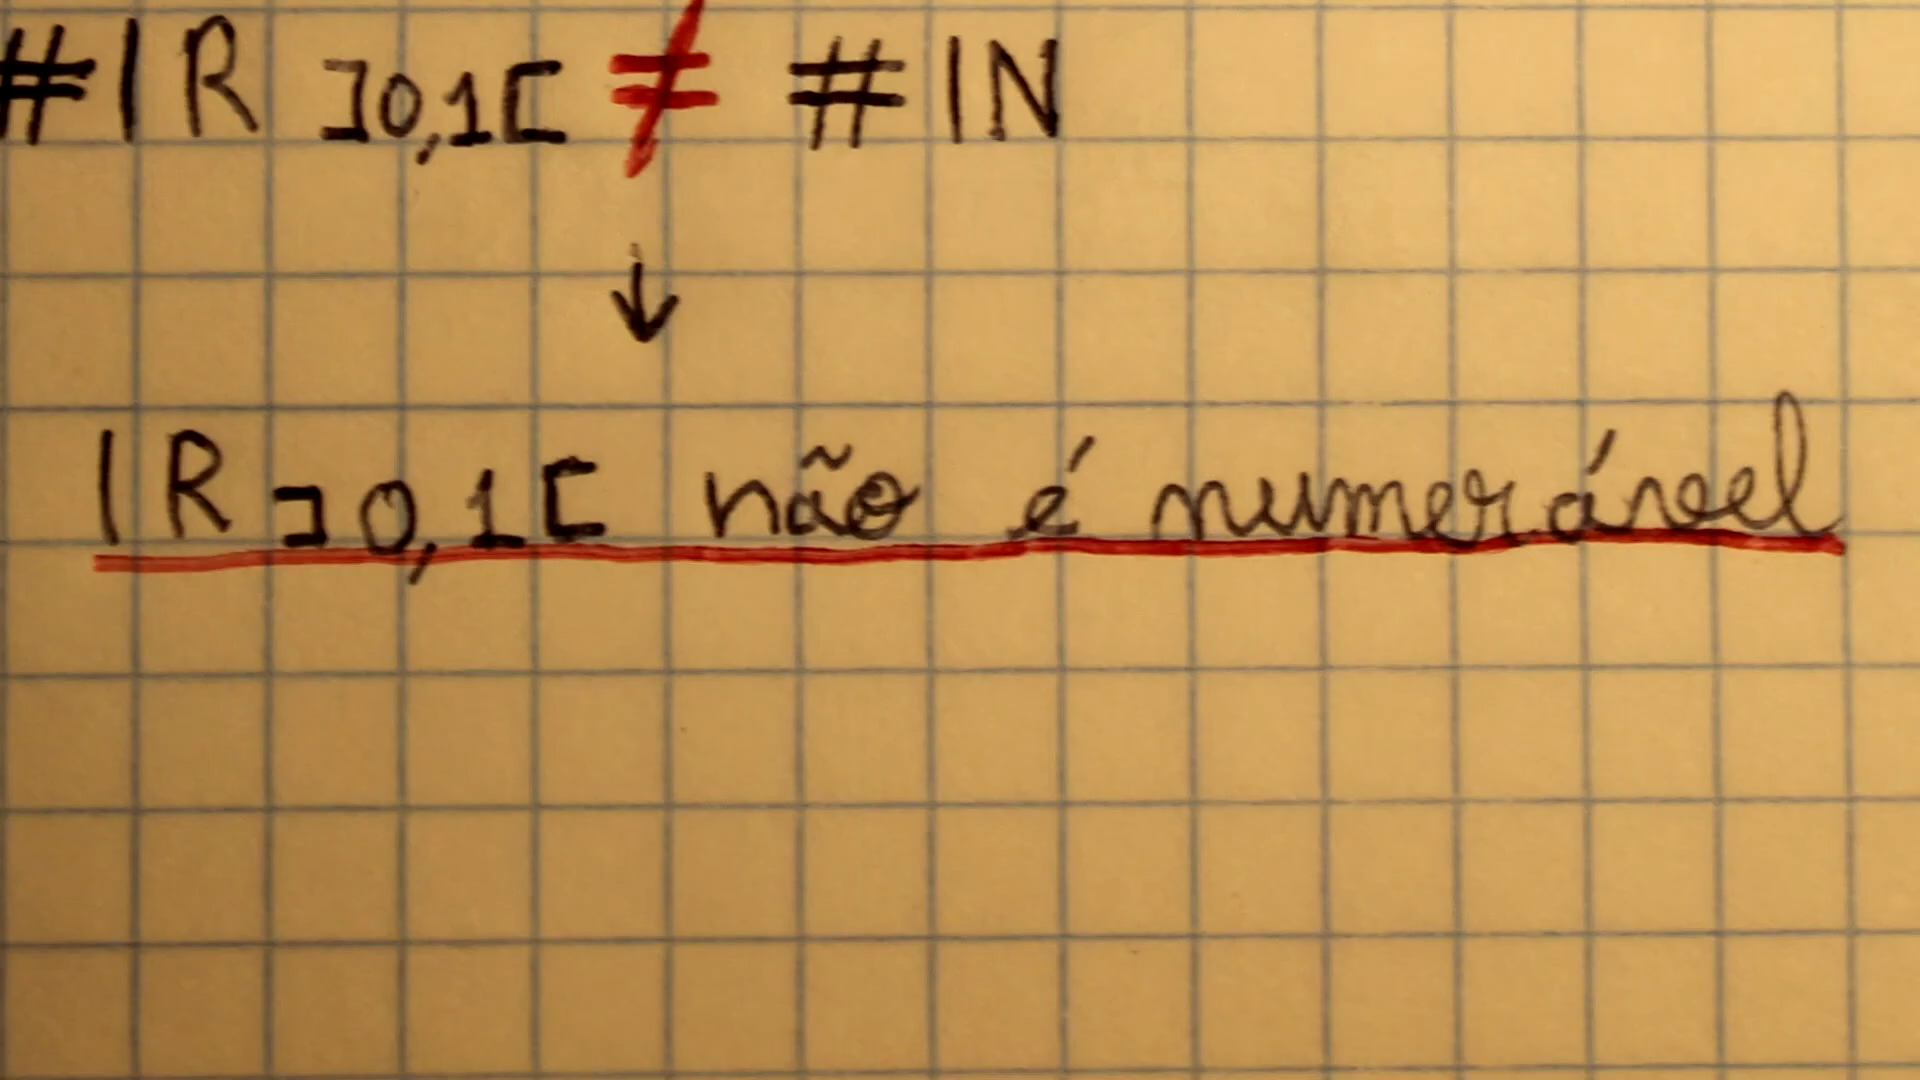 #IR ]0,1[ ≠ #IN
↓
IR ]0,1[ não é numerável